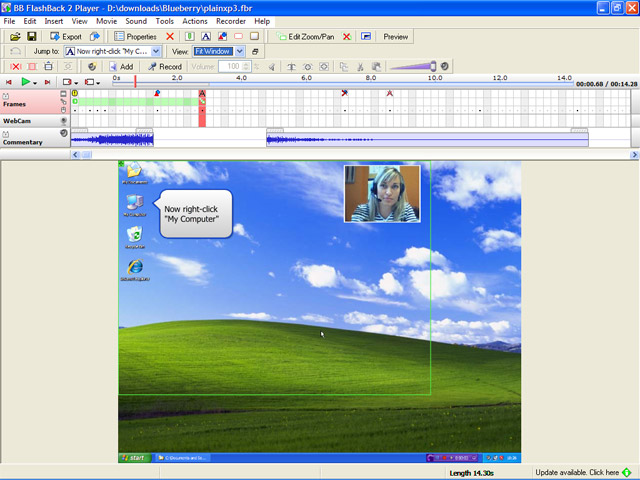 BB FlashBack 2 Player - D:\downloads\Blueberry\plainxp3.fbr
File Edit Insert View Movie Sound Actions Recorder Help
Export Properties Edit Zoom/Pan Preview
Jump to: Now right-click "My C... View: Fit Window
Add Record Volume: 100
0s 2.0 4.0 6.0 8.0 10.0 12.0 14.0 00:00.68 / 00:14.28
Frames
WebCam
Commentary
My Computer
Now right-click
"My Computer"
start
Length 14.30s Update available. Click here